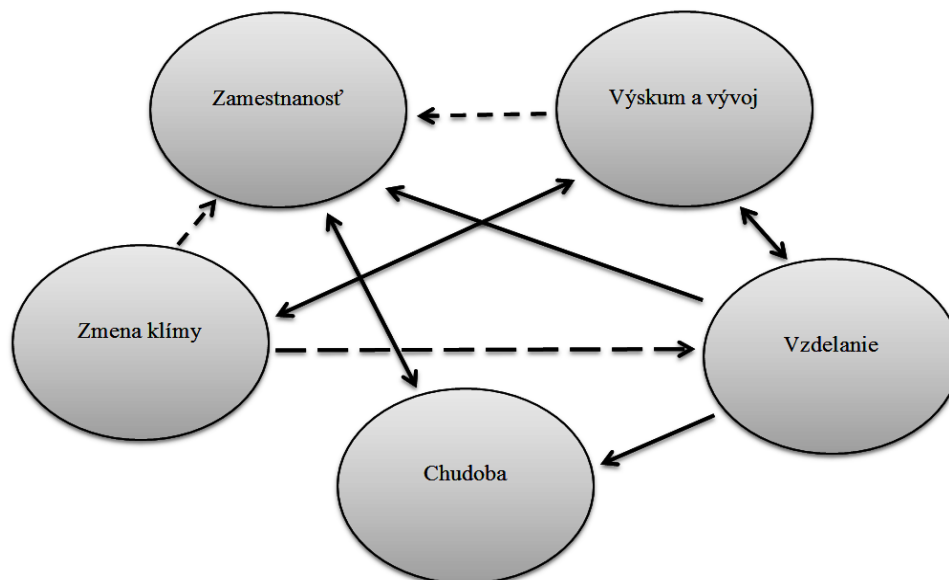 Zamestnanosť
Výskum a vývoj
Zmena klímy
Vzdelanie
Chudoba